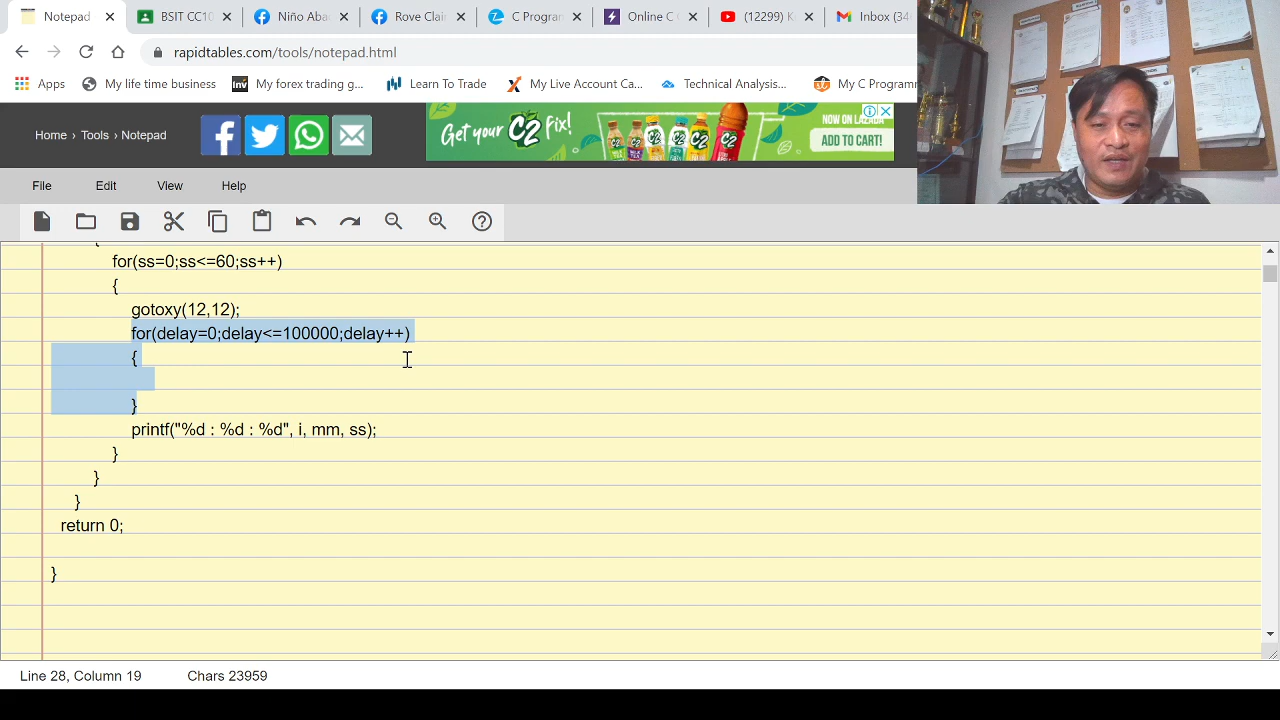 Notepad
BSIT CC10
Niño Aba
Rowe Clai
C Program
Online C
(12299) K
Inbox (34
rapidtables.com/tools/notepad.html
Apps
My life time business
inv
My forex trading g...
Learn To Trade
My Live Account Ca...
Technical Analysis...
My C Programm
Home › Tools › Notepad
Get your C2 Fix!
NOW ON LAZADA
ADD TO CART!
File Edit View Help
{
for(ss=0;ss<=60;ss++)
{
gotoxy(12,12);
for(delay=0;delay<=100000;delay++)
{
}
printf("%d : %d : %d", i, mm, ss);
}
}
}
return 0;
}
Line 28, Column 19
Chars 23959